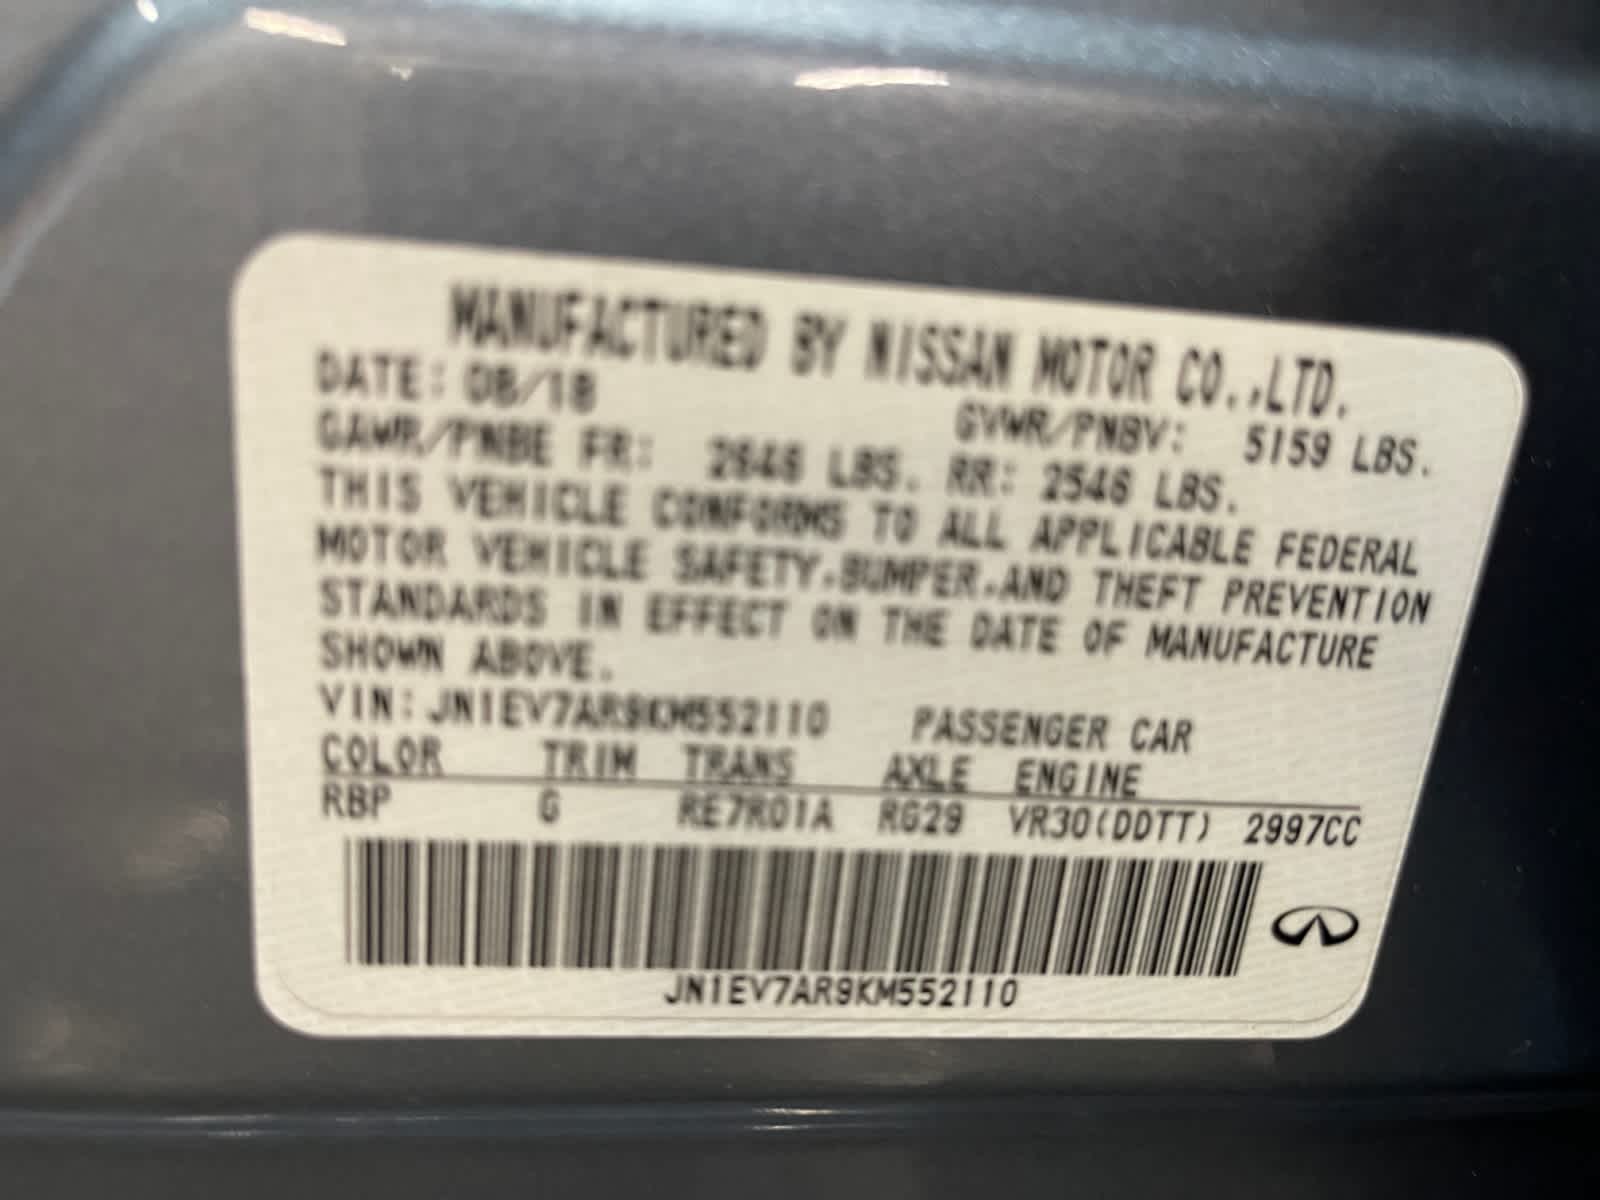 MANUFACTURED BY NISSAN MOTOR CO.,LTD.
DATE: 08/18 GVWR/PNBV: 5159 LBS.
GAWR/PNBE FR: 2646 LBS. RR: 2546 LBS.
THIS VEHICLE CONFORMS TO ALL APPLICABLE FEDERAL
MOTOR VEHICLE SAFETY,BUMPER,AND THEFT PREVENTION
STANDARDS IN EFFECT ON THE DATE OF MANUFACTURE
SHOWN ABOVE.
VIN: JN1EV7AR9KM552110 PASSENGER CAR
COLOR TRIM TRANS AXLE ENGINE
RBP G RE7R01A RG29 VR30(DDTT) 2997CC
JN1EV7AR9KM552110